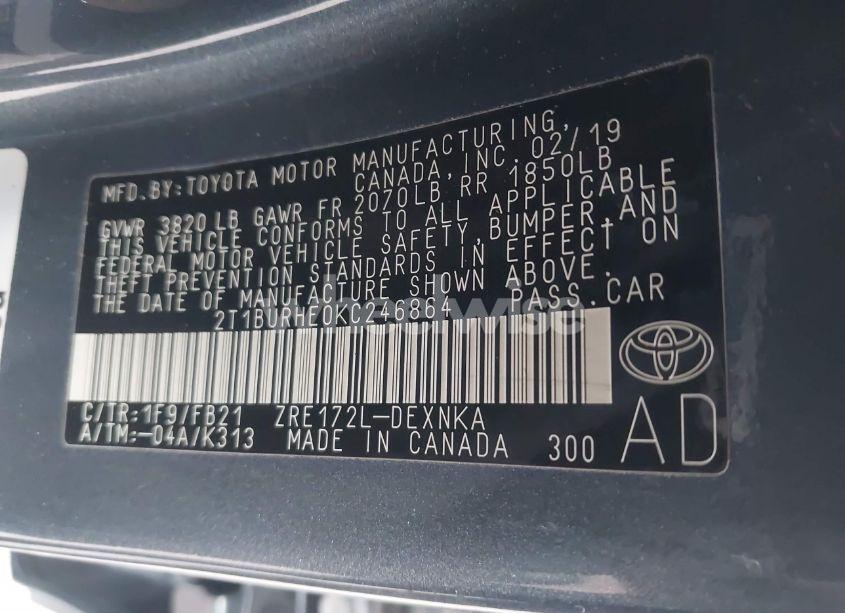 MFD.BY:TOYOTA MOTOR MANUFACTURING,
CANADA,INC. 02/19
GVWR 3820 LB GAWR FR 2070LB RR 1850LB
THIS VEHICLE CONFORMS TO ALL APPLICABLE
FEDERAL MOTOR VEHICLE SAFETY,BUMPER,AND
THEFT PREVENTION STANDARDS IN EFFECT ON
THE DATE OF MANUFACTURE SHOWN ABOVE.
2T1BURHE0KC246864 PASS.CAR
C/TR:1F9/FB21 ZRE172L-DEXNKA
A/TM:-04A/K313 MADE IN CANADA 300
AD